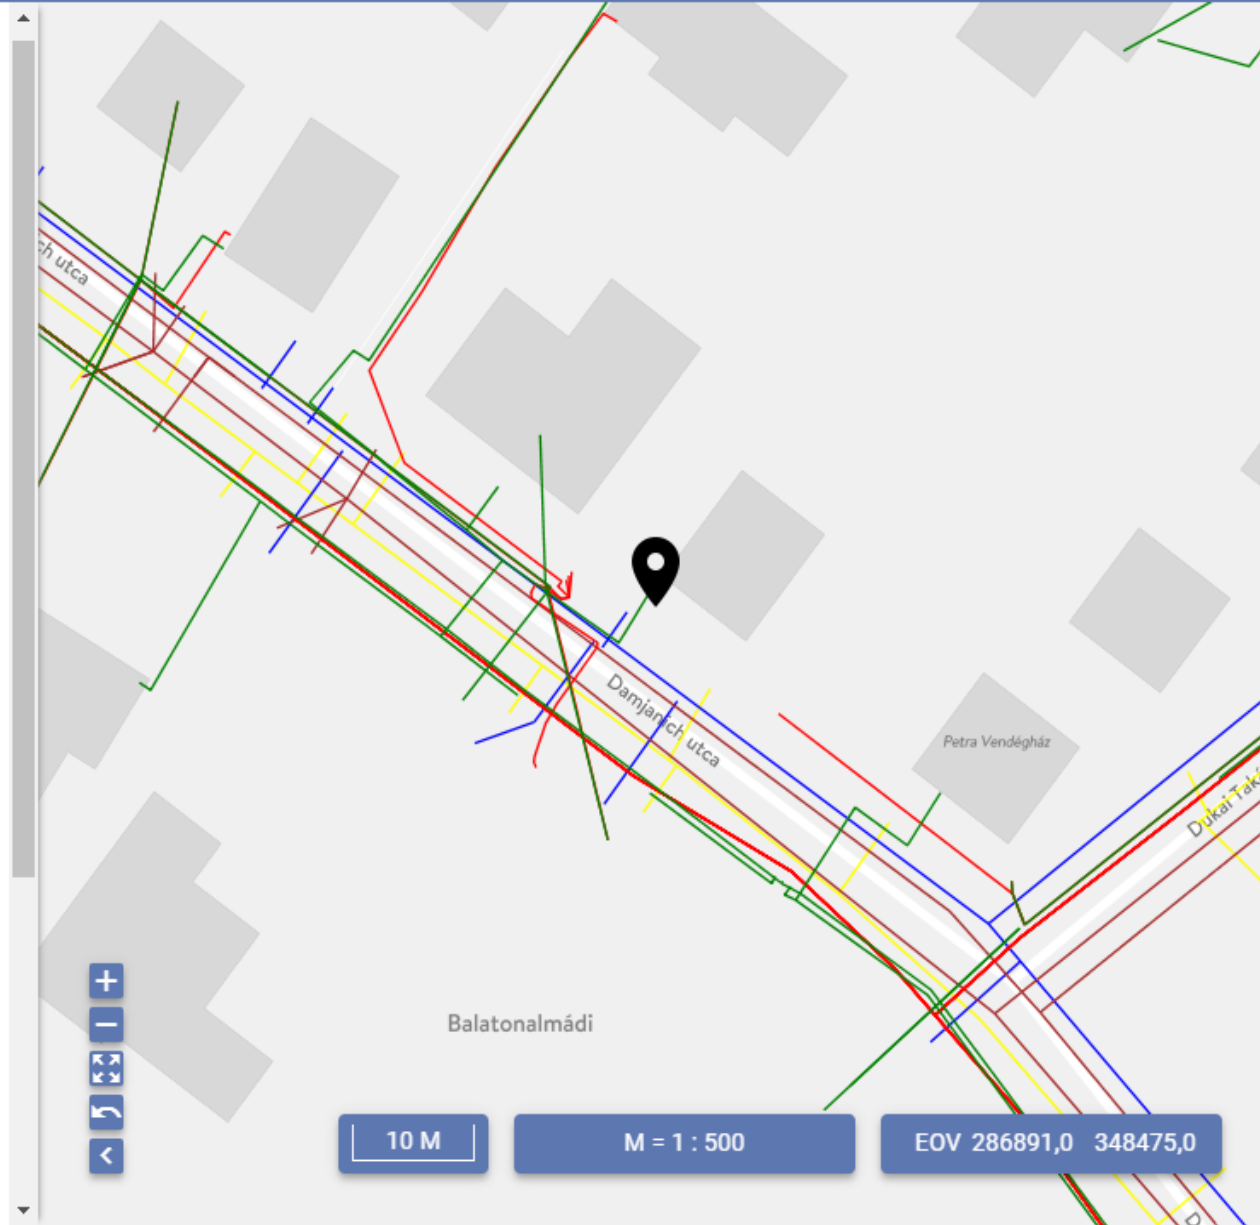 ch utca
Damjanich utca
Petra Vendégház
Dukai Tak
Balatonalmádi
10 M
M = 1 : 500
EOV 286891,0 348475,0
D